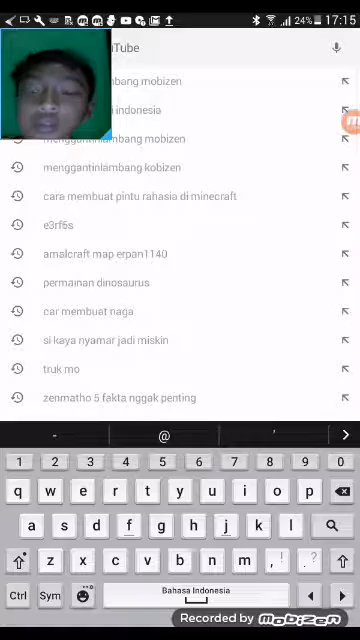 24% 17:15
uTube
mbang mobizen
i indonesia
menggantinlambang mobizen
menggantinlambang kobizen
cara membuat pintu rahasia di minecraft
e3rf5s
amalcraft map erpan1140
permainan dinosaurus
car membuat naga
si kaya nyamar jadi miskin
truk mo
zenmatho 5 fakta nggak penting
- @ '
1 2 3 4 5 6 7 8 9 0
q w e r t y u i o p
a s d f g h j k l
z x c v b n m , ! . ?
Ctrl Sym Bahasa Indonesia
Recorded by mobizen